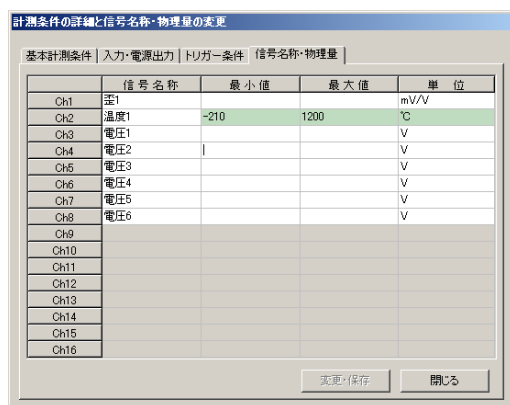 計測条件の詳細と信号名称・物理量の変更
基本計測条件 入力・電源出力 トリガー条件 信号名称・物理量
信号名称 最小値 最大値 単 位
Ch1 歪1 mV/V
Ch2 温度1 -210 1200 ℃
Ch3 電圧1 V
Ch4 電圧2 V
Ch5 電圧3 V
Ch6 電圧4 V
Ch7 電圧5 V
Ch8 電圧6 V
Ch9
Ch10
Ch11
Ch12
Ch13
Ch14
Ch15
Ch16
変更・保存 閉じる